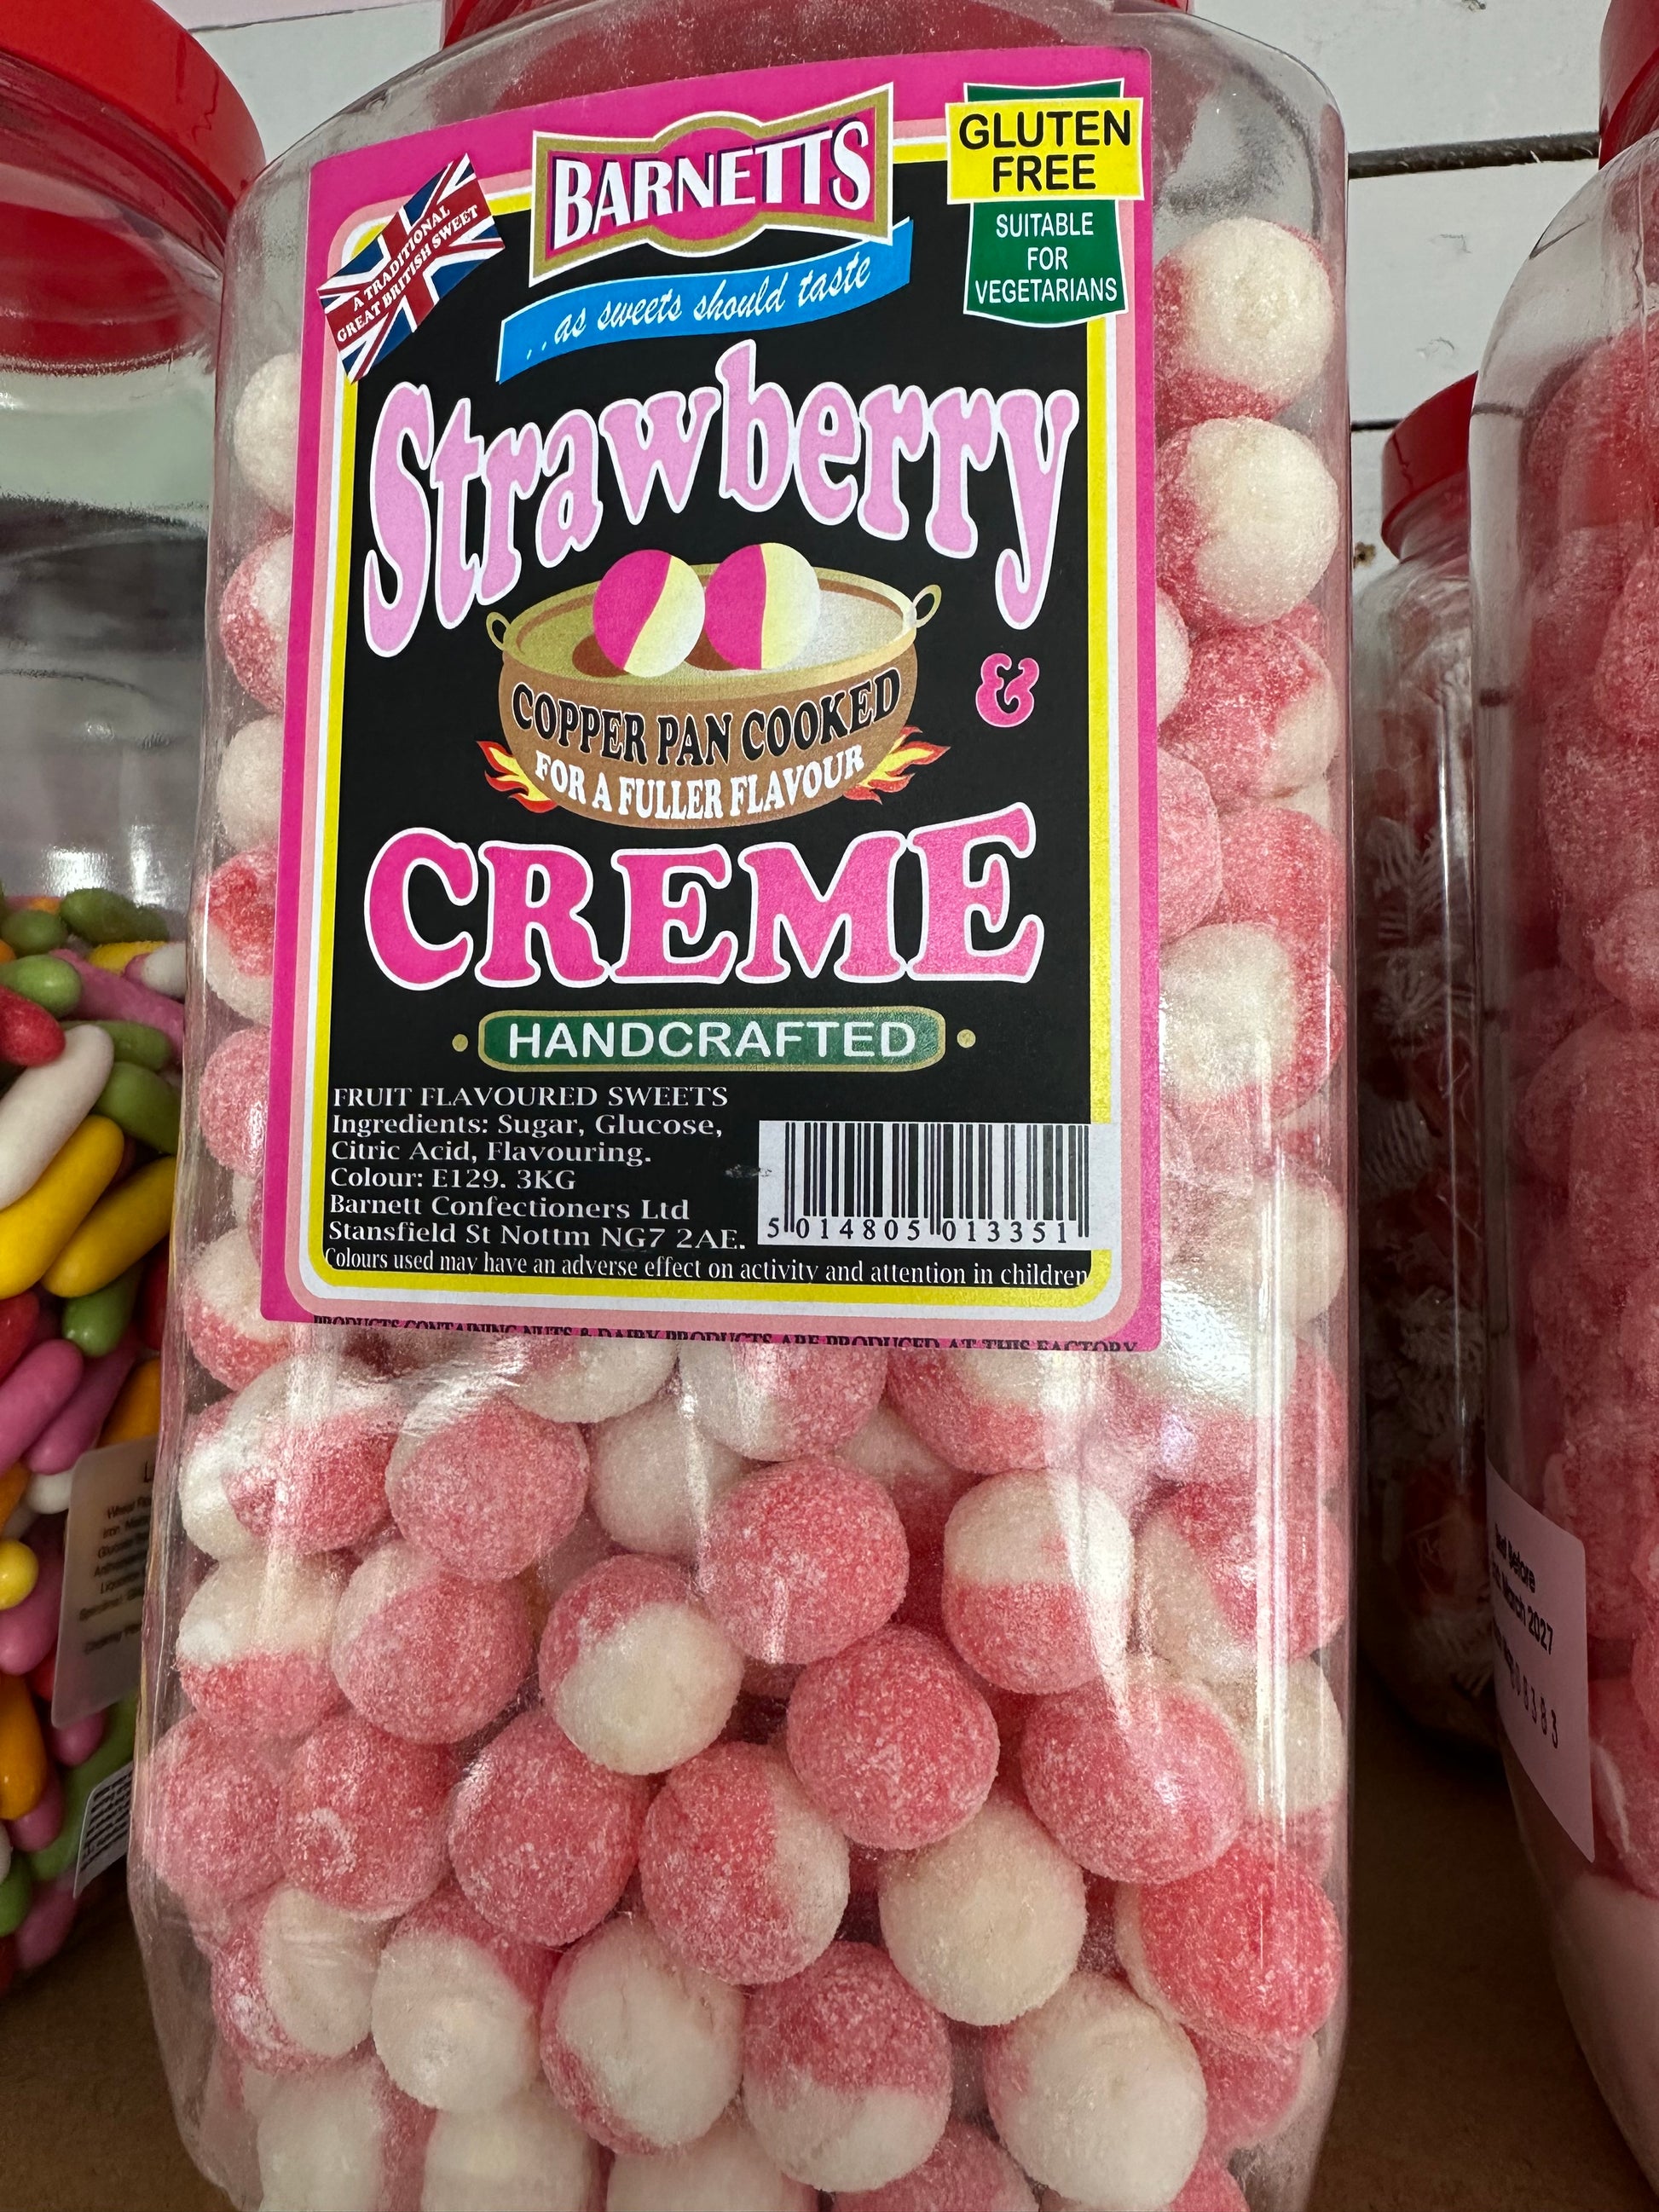 BARNETTS
..as sweets should taste
A TRADITIONAL
GREAT BRITISH SWEET
GLUTEN
FREE
SUITABLE
FOR
VEGETARIANS
Strawberry
&
COPPER PAN COOKED
FOR A FULLER FLAVOUR
CREME
HANDCRAFTED
FRUIT FLAVOURED SWEETS
Ingredients: Sugar, Glucose,
Citric Acid, Flavouring.
Colour: E129. 3KG
Barnett Confectioners Ltd
Stansfield St Nottm NG7 2AE.
5 014805 013351
Colours used may have an adverse effect on activity and attention in children
PRODUCTS CONTAINING NUTS & DAIRY PRODUCTS ARE PRODUCED AT THIS FACTORY
Before
March 2027